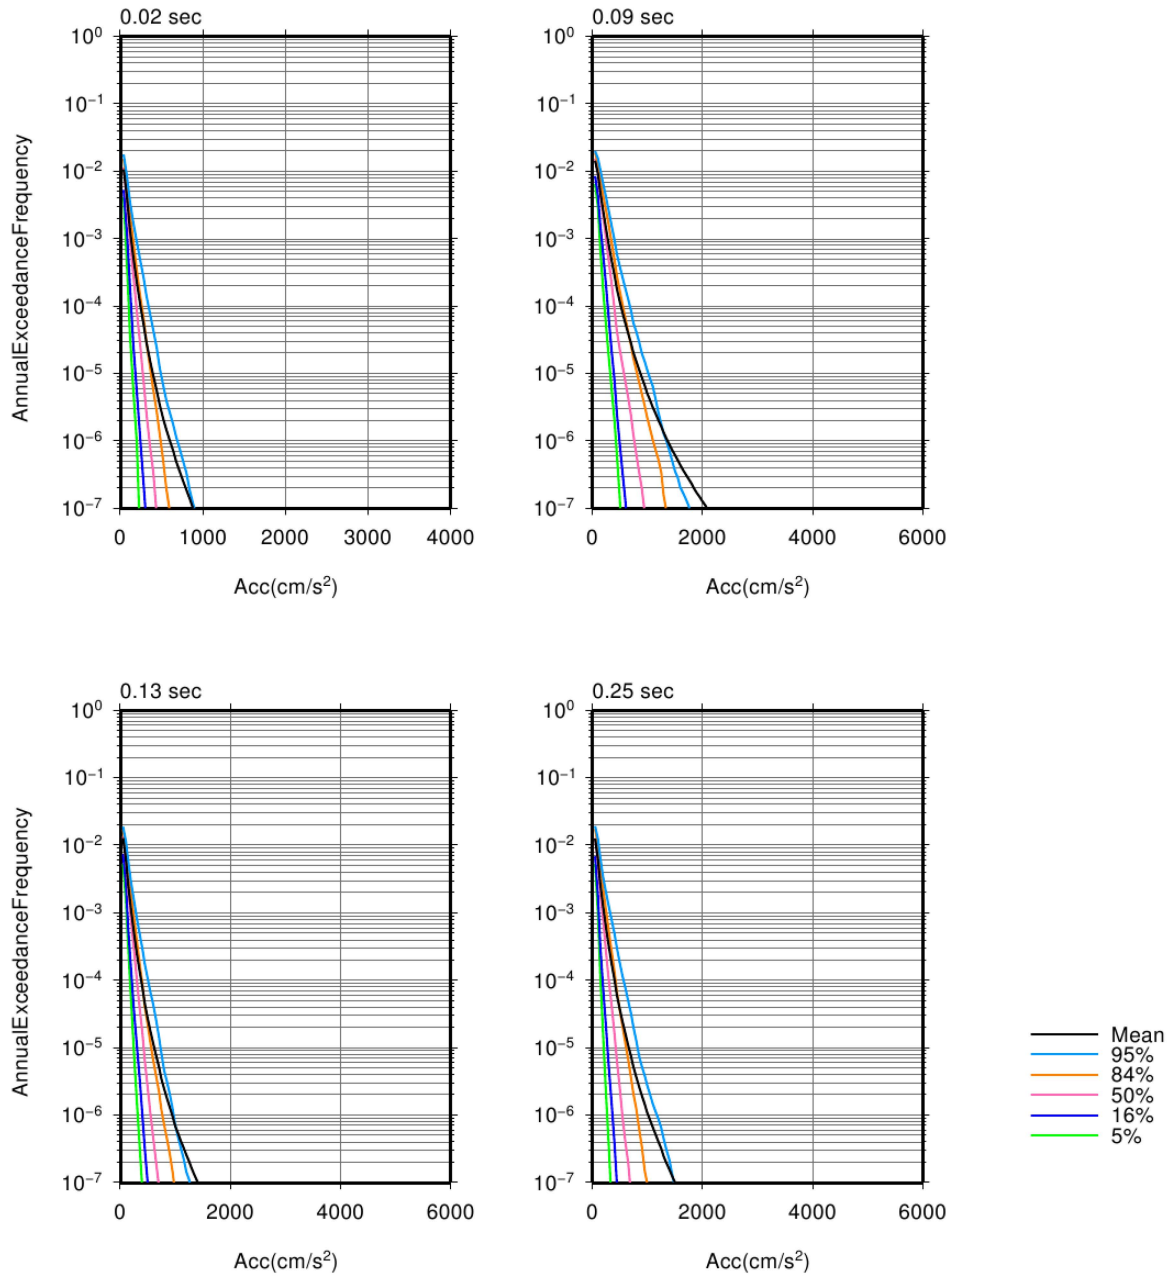 0.02 sec
10⁰
10⁻¹
10⁻²
10⁻³
10⁻⁴
10⁻⁵
10⁻⁶
10⁻⁷
AnnualExceedanceFrequency
0 1000 2000 3000 4000
Acc(cm/s²)
0.09 sec
10⁰
10⁻¹
10⁻²
10⁻³
10⁻⁴
10⁻⁵
10⁻⁶
10⁻⁷
0 2000 4000 6000
Acc(cm/s²)
0.13 sec
10⁰
10⁻¹
10⁻²
10⁻³
10⁻⁴
10⁻⁵
10⁻⁶
10⁻⁷
AnnualExceedanceFrequency
0 2000 4000 6000
Acc(cm/s²)
0.25 sec
10⁰
10⁻¹
10⁻²
10⁻³
10⁻⁴
10⁻⁵
10⁻⁶
10⁻⁷
0 2000 4000 6000
Acc(cm/s²)
Mean
95%
84%
50%
16%
5%